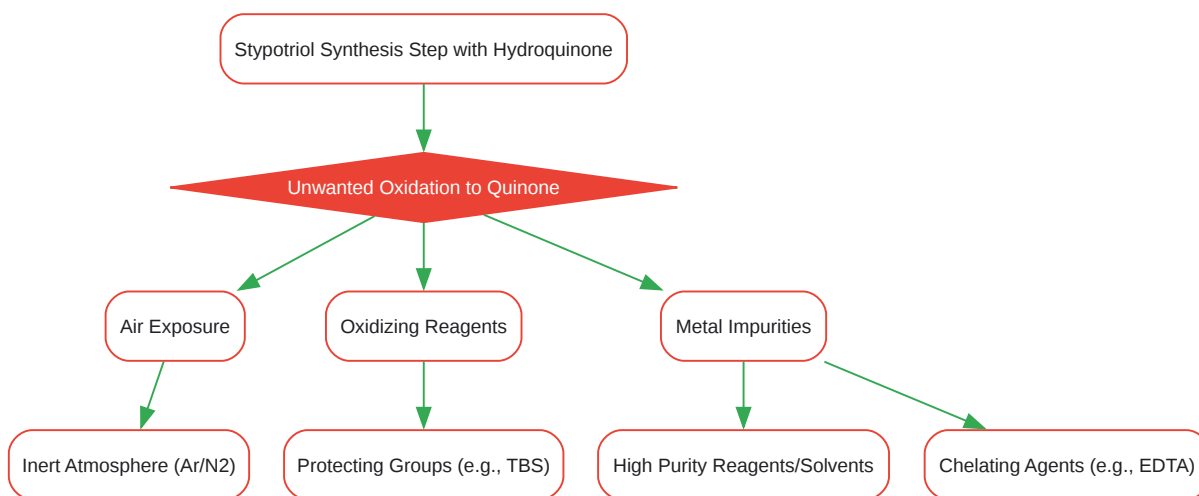 Stypotriol Synthesis Step with Hydroquinone
Unwanted Oxidation to Quinone
Air Exposure
Oxidizing Reagents
Metal Impurities
Inert Atmosphere (Ar/N2)
Protecting Groups (e.g., TBS)
High Purity Reagents/Solvents
Chelating Agents (e.g., EDTA)